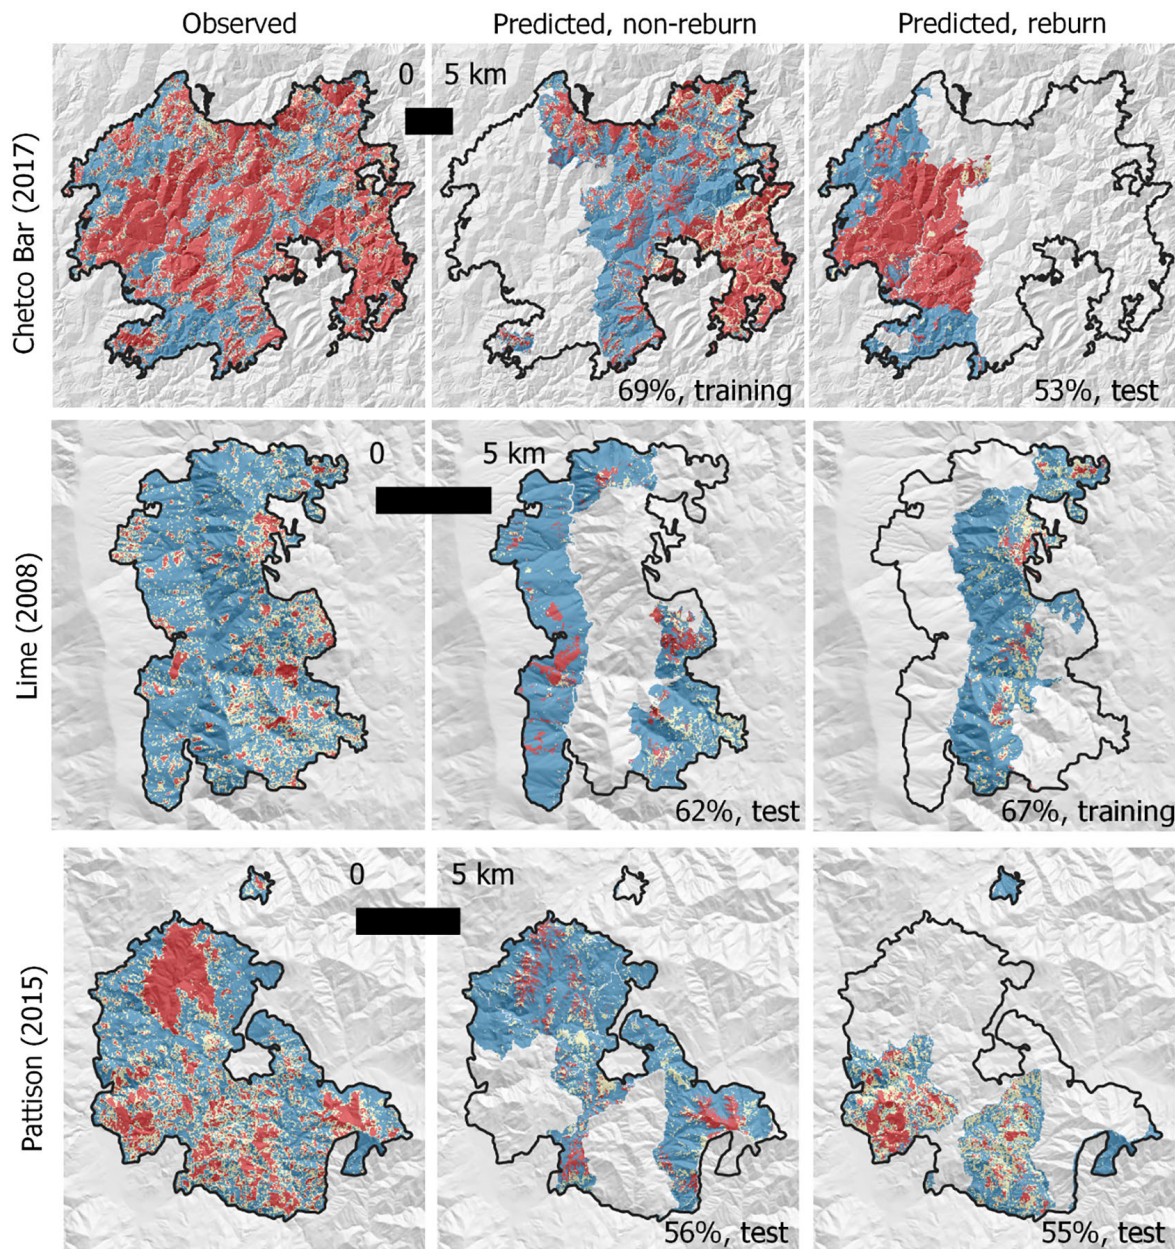 Observed
Predicted, non-reburn
Predicted, reburn
Chetco Bar (2017)
0 5 km
69%, training
53%, test
Lime (2008)
0 5 km
62%, test
67%, training
Pattison (2015)
0 5 km
56%, test
55%, test